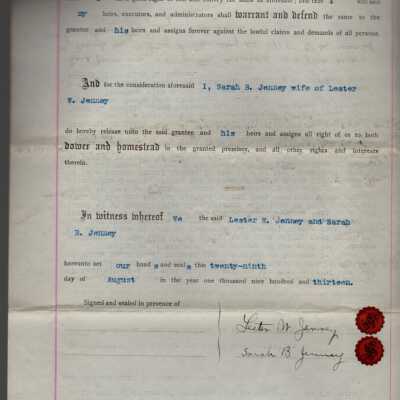 my heirs, executors, and administrators shall warrant and defend the same to the
grantee and his heirs and assigns forever against the lawful claims and demands of all persons
And for the consideration aforesaid I, Sarah B. Jenney wife of Lester
W. Jenney
do hereby release unto the said grantee and his heirs and assigns all right of or to both
dower and homestead in the granted premises, and all other rights and interests
therein.
In witness whereof we the said Lester W. Jenney and Sarah
B. Jenney
hereunto set our hand s and seal s this twenty-ninth
day of August in the year one thousand nine hundred and thirteen.
Signed and sealed in presence of
Lester W. Jenney
Sarah B. Jenney